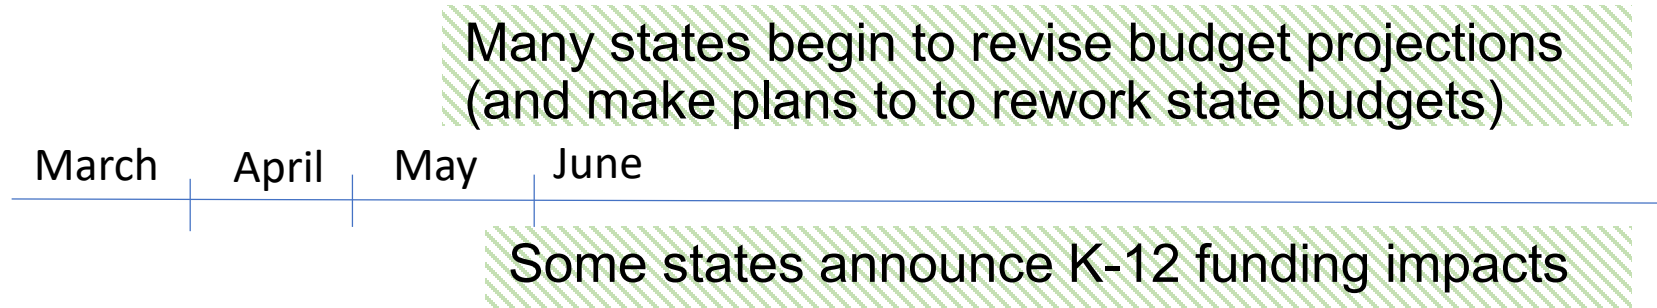 Many states begin to revise budget projections
(and make plans to to rework state budgets)
March April May June
Some states announce K-12 funding impacts